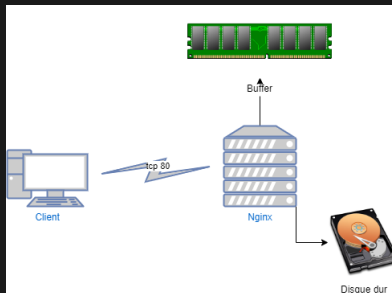 Buffer
tcp 80
Client
Nginx
Disque dur